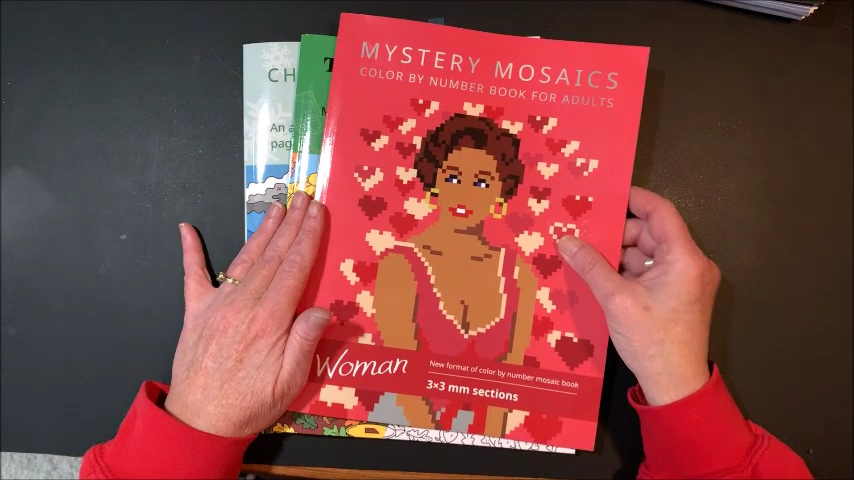 MYSTERY MOSAICS
COLOR BY NUMBER BOOK FOR ADULTS
CH
T
M
An a
pag
Woman
New format of color by number mosaic book
3×3 mm sections